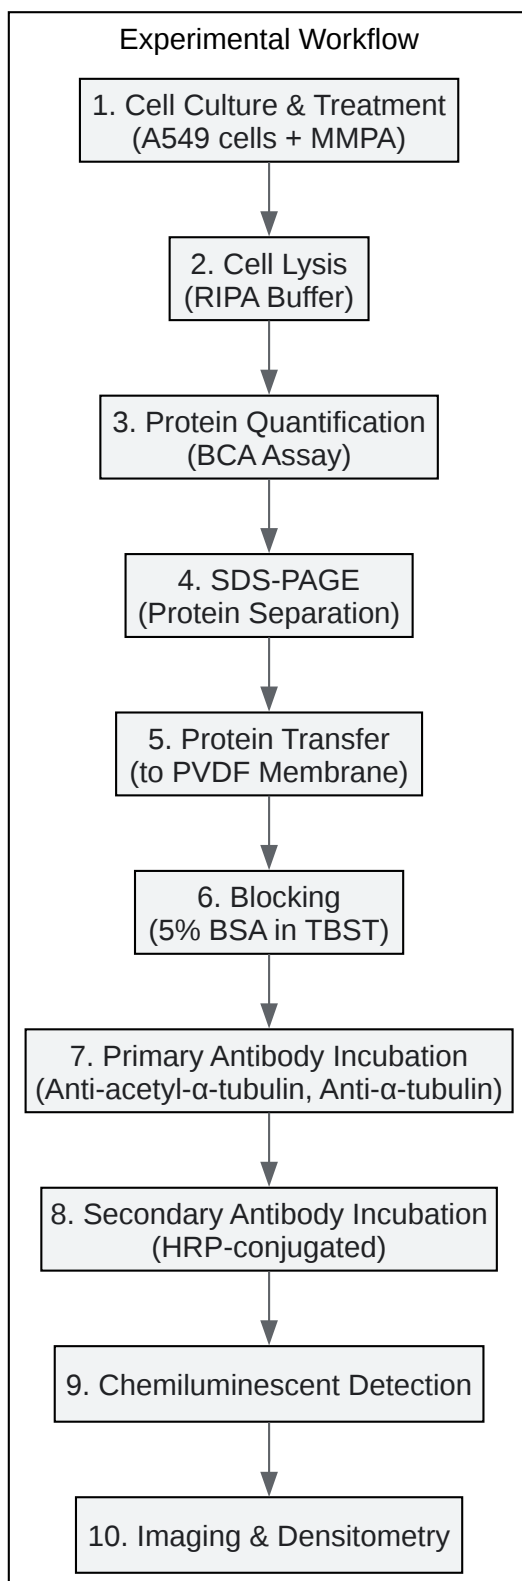 Experimental Workflow
1. Cell Culture & Treatment
(A549 cells + MMPA)
2. Cell Lysis
(RIPA Buffer)
3. Protein Quantification
(BCA Assay)
4. SDS-PAGE
(Protein Separation)
5. Protein Transfer
(to PVDF Membrane)
6. Blocking
(5% BSA in TBST)
7. Primary Antibody Incubation
(Anti-acetyl-α-tubulin, Anti-α-tubulin)
8. Secondary Antibody Incubation
(HRP-conjugated)
9. Chemiluminescent Detection
10. Imaging & Densitometry